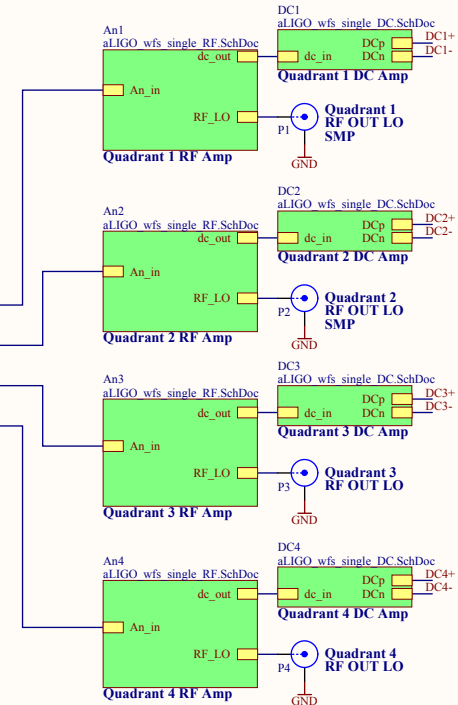 DC1
aLIGO_wfs_single_DC.SchDoc
An1
aLIGO_wfs_single_RF.SchDoc
dc_out
dc_in
DCp
DCn
DC1+
DC1-
Quadrant 1 DC Amp
An_in
RF_LO
P1
Quadrant 1
RF OUT LO
SMP
GND
Quadrant 1 RF Amp
DC2
aLIGO_wfs_single_DC.SchDoc
An2
aLIGO_wfs_single_RF.SchDoc
dc_out
dc_in
DCp
DCn
DC2+
DC2-
Quadrant 2 DC Amp
An_in
RF_LO
P2
Quadrant 2
RF OUT LO
SMP
GND
Quadrant 2 RF Amp
DC3
aLIGO_wfs_single_DC.SchDoc
An3
aLIGO_wfs_single_RF.SchDoc
dc_out
dc_in
DCp
DCn
DC3+
DC3-
Quadrant 3 DC Amp
An_in
RF_LO
P3
Quadrant 3
RF OUT LO
GND
Quadrant 3 RF Amp
DC4
aLIGO_wfs_single_DC.SchDoc
An4
aLIGO_wfs_single_RF.SchDoc
dc_out
dc_in
DCp
DCn
DC4+
DC4-
Quadrant 4 DC Amp
An_in
RF_LO
P4
Quadrant 4
RF OUT LO
GND
Quadrant 4 RF Amp